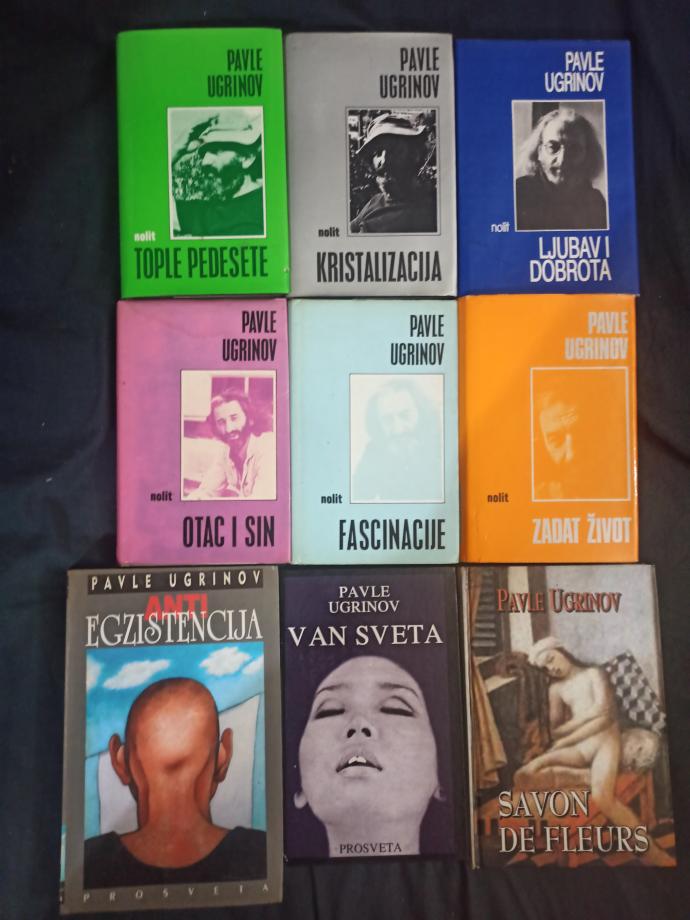 PAVLE
UGRINOV
nolit
TOPLE PEDESETE
PAVLE
UGRINOV
nolit
KRISTALIZACIJA
PAVLE
UGRINOV
nolit
LJUBAV I
DOBROTA
PAVLE
UGRINOV
nolit
OTAC I SIN
PAVLE
UGRINOV
nolit
FASCINACIJE
PAVLE
UGRINOV
nolit
ZADAT ŽIVOT
PAVLE UGRINOV
ANTI
EGZISTENCIJA
PROSVETA
PAVLE
UGRINOV
VAN SVETA
PROSVETA
PAVLE UGRINOV
SAVON
DE FLEURS